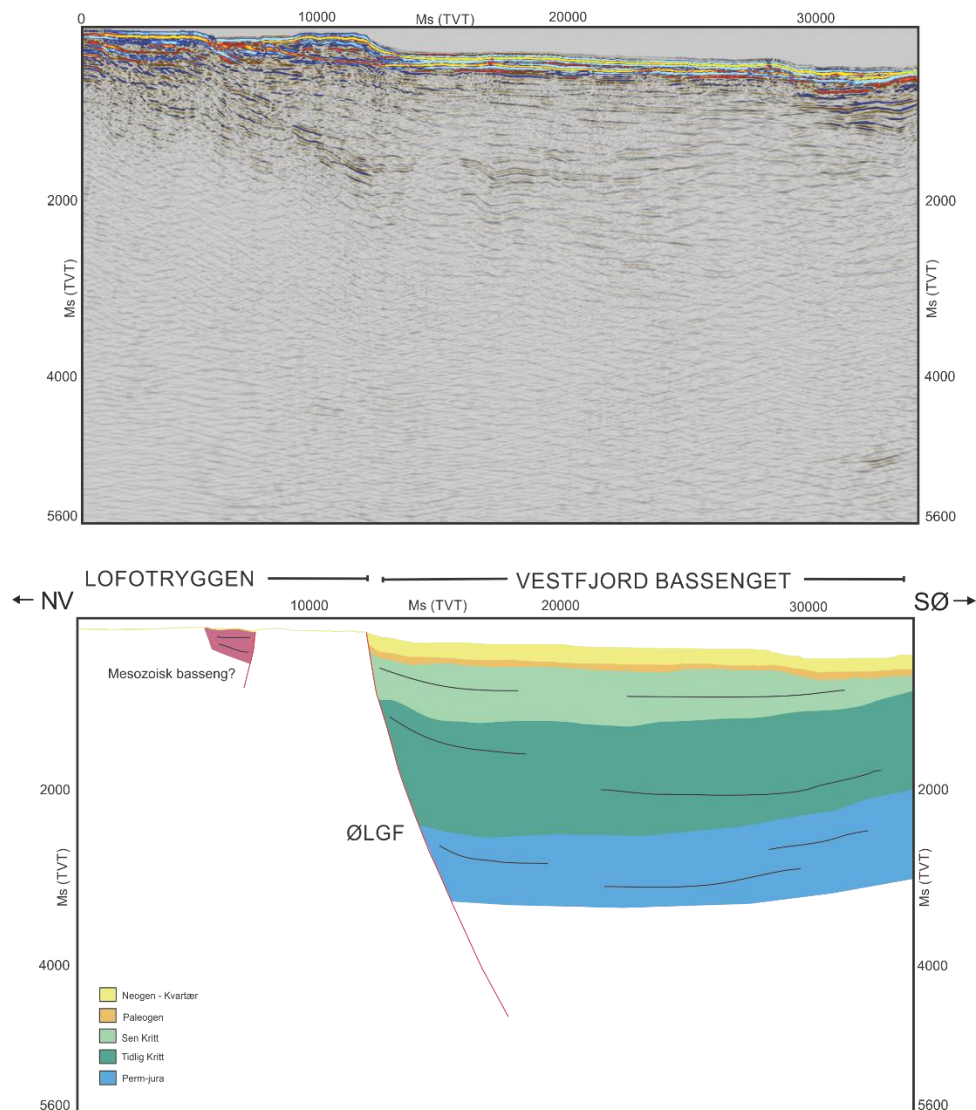 0 10000 Ms (TVT) 20000 30000
2000 2000
Ms (TVT) Ms (TVT)
4000 4000
5600 5600
LOFOTRYGGEN VESTFJORD BASSENGET
← NV 10000 Ms (TVT) 20000 30000 SØ →
Mesozoisk basseng?
2000 2000
ØLGF
Ms (TVT) Ms (TVT)
4000 4000
Neogen - Kvartær
Paleogen
Sen Kritt
Tidlig Kritt
Perm-jura
5600 5600